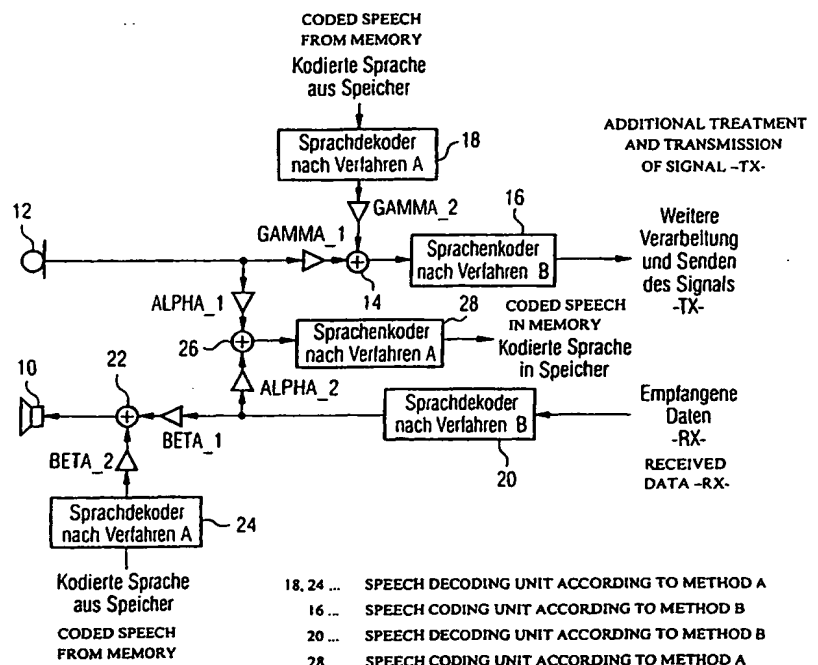 CODED SPEECH
FROM MEMORY
Kodierte Sprache
aus Speicher
Sprachdekoder
nach Verfahren A
18
GAMMA_2
ADDITIONAL TREATMENT
AND TRANSMISSION
OF SIGNAL -TX-
12
GAMMA_1
14
16
Sprachenkoder
nach Verfahren B
Weitere
Verarbeitung
und Senden
des Signals
-TX-
ALPHA_1
26
28
Sprachenkoder
nach Verfahren A
CODED SPEECH
IN MEMORY
Kodierte Sprache
in Speicher
ALPHA_2
10
22
BETA_1
BETA_2
Sprachdekoder
nach Verfahren B
20
Empfangene
Daten
-RX-
RECEIVED
DATA -RX-
Sprachdekoder
nach Verfahren A
24
Kodierte Sprache
aus Speicher
CODED SPEECH
FROM MEMORY
18, 24 ... SPEECH DECODING UNIT ACCORDING TO METHOD A
16 ... SPEECH CODING UNIT ACCORDING TO METHOD B
20 ... SPEECH DECODING UNIT ACCORDING TO METHOD B
28 SPEECH CODING UNIT ACCORDING TO METHOD A